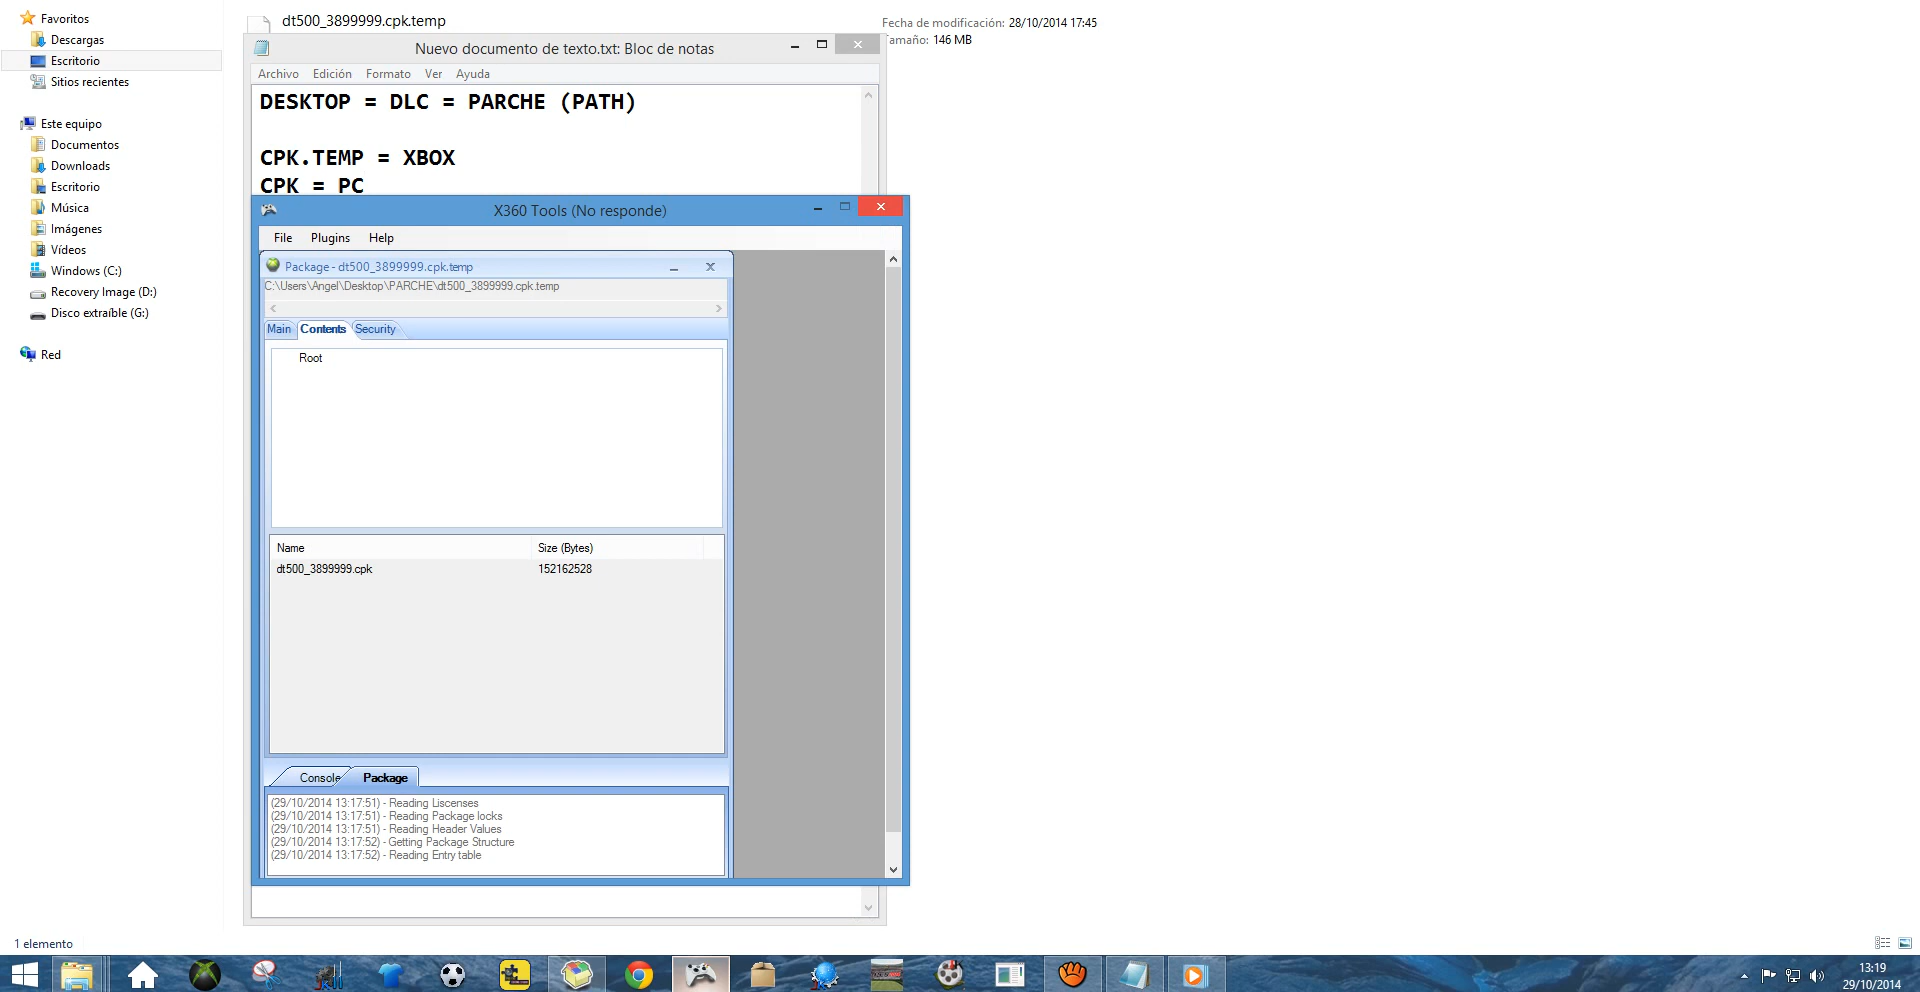 Favoritos
Descargas
Escritorio
Sitios recientes
Este equipo
Documentos
Downloads
Escritorio
Música
Imágenes
Vídeos
Windows (C:)
Recovery Image (D:)
Disco extraíble (G:)
Red
dt500_3899999.cpk.temp
Fecha de modificación: 28/10/2014 17:45
amaño: 146 MB
Nuevo documento de texto.txt: Bloc de notas
Archivo Edición Formato Ver Ayuda
DESKTOP = DLC = PARCHE (PATH)
CPK.TEMP = XBOX
CPK = PC
X360 Tools (No responde)
File Plugins Help
Package - dt500_3899999.cpk.temp
C:\Users\Angel\Desktop\PARCHE\dt500_3899999.cpk.temp
Main Contents Security
Root
Name Size (Bytes)
dt500_3899999.cpk 152162528
Console Package
(29/10/2014 13:17:51) - Reading Liscenses
(29/10/2014 13:17:51) - Reading Package locks
(29/10/2014 13:17:51) - Reading Header Values
(29/10/2014 13:17:52) - Getting Package Structure
(29/10/2014 13:17:52) - Reading Entry table
1 elemento
13:19
29/10/2014